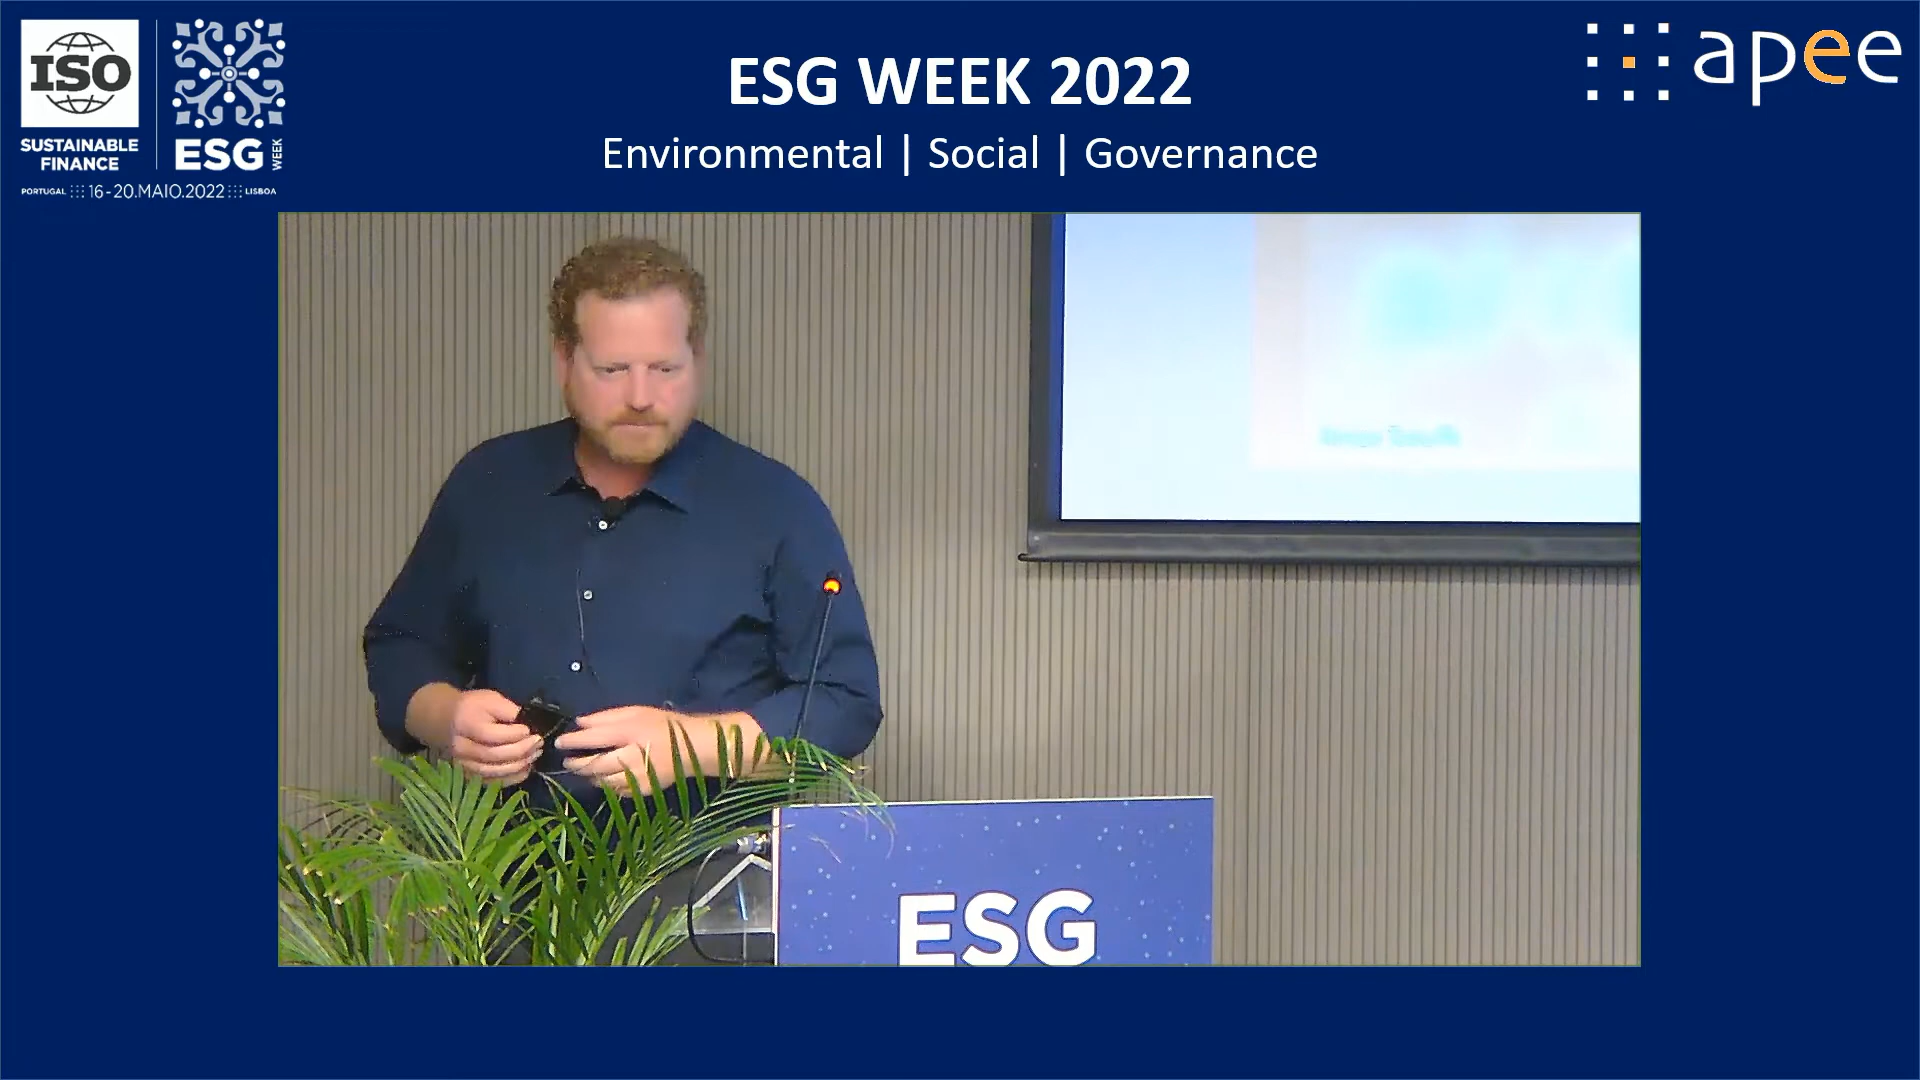 ISO
SUSTAINABLE
FINANCE
ESG
WEEK
PORTUGAL 16-20.MAIO.2022 LISBOA
ESG WEEK 2022
Environmental | Social | Governance
apee
ESG